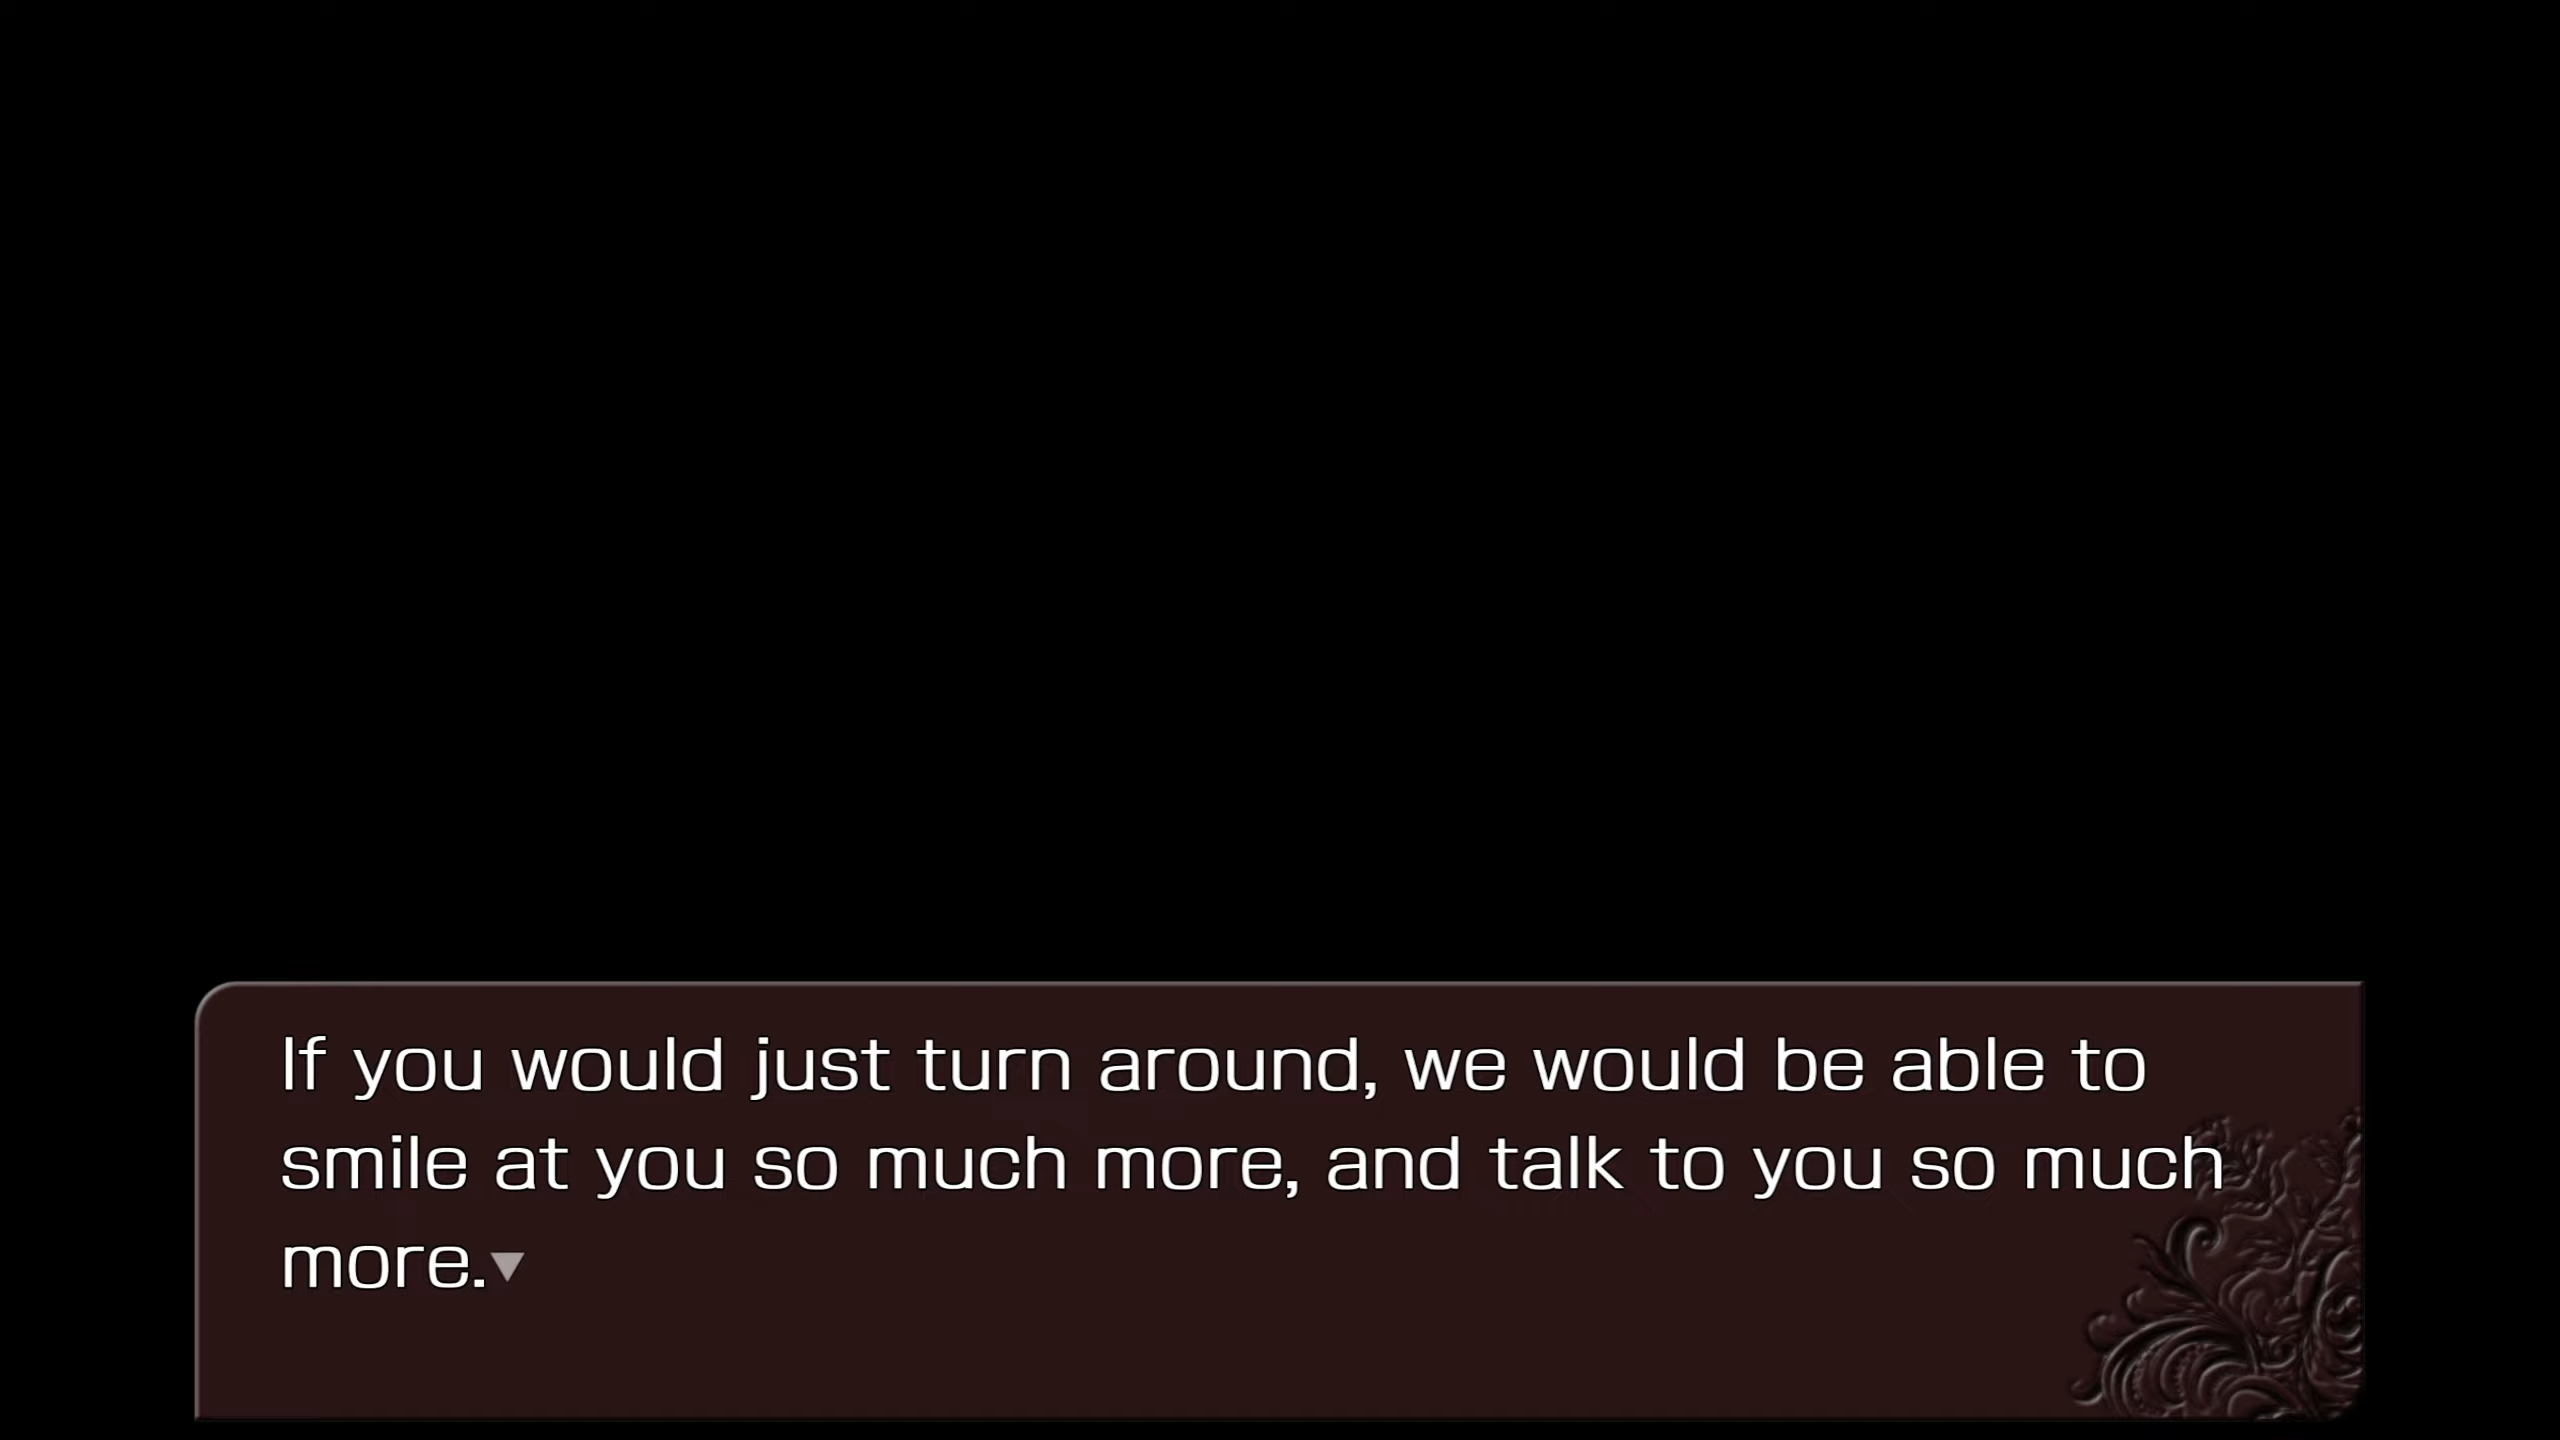 If you would just turn around, we would be able to
smile at you so much more, and talk to you so much
more.